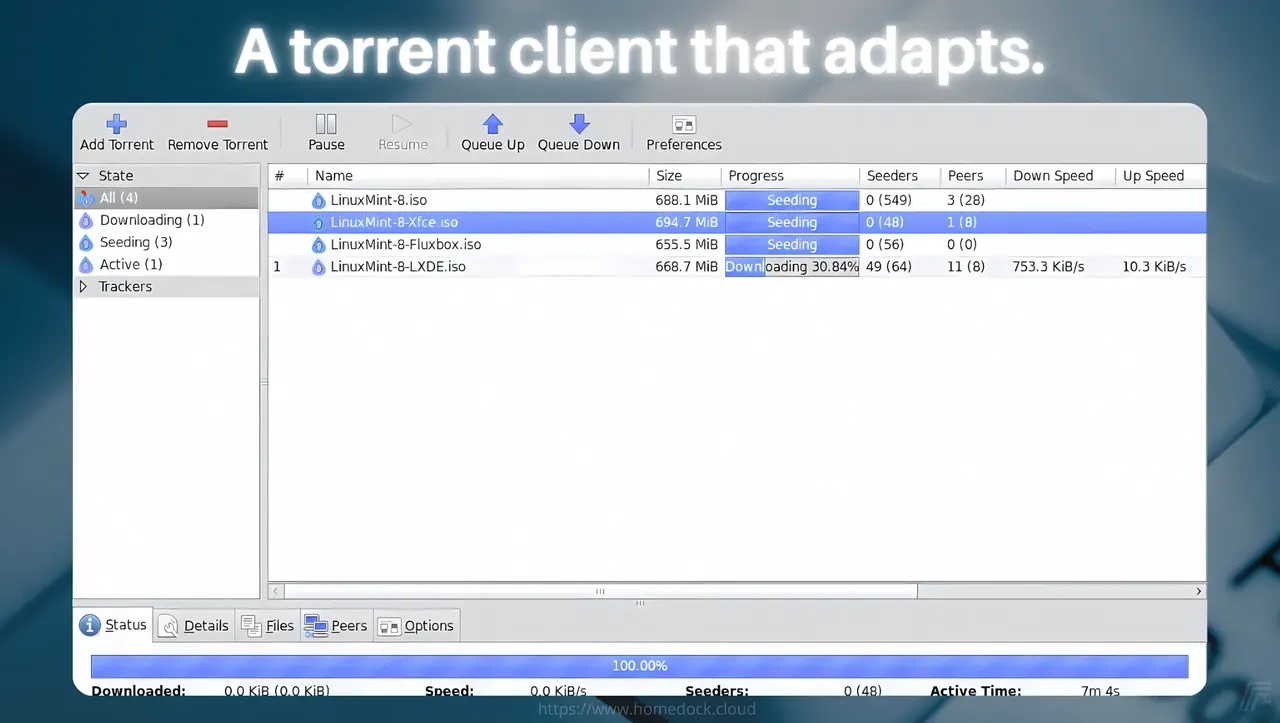 A torrent client that adapts.
Add Torrent Remove Torrent Pause Resume Queue Up Queue Down Preferences
State
All (4)
Downloading (1)
Seeding (3)
Active (1)
Trackers
# Name Size Progress Seeders Peers Down Speed Up Speed
LinuxMint-8.iso 688.1 MiB Seeding 0 (549) 3 (28)
LinuxMint-8-Xfce.iso 694.7 MiB Seeding 0 (48) 1 (8)
LinuxMint-8-Fluxbox.iso 655.5 MiB Seeding 0 (56) 0 (0)
1 LinuxMint-8-LXDE.iso 668.7 MiB Downloading 30.84% 49 (64) 11 (8) 753.3 KiB/s 10.3 KiB/s
Status Details Files Peers Options
100.00%
Downloaded: 0.0 KiB (0.0 KiB) Speed: 0.0 KiB/s Seeders: 0 (48) Active Time: 7m 4s
https://www.homedock.cloud